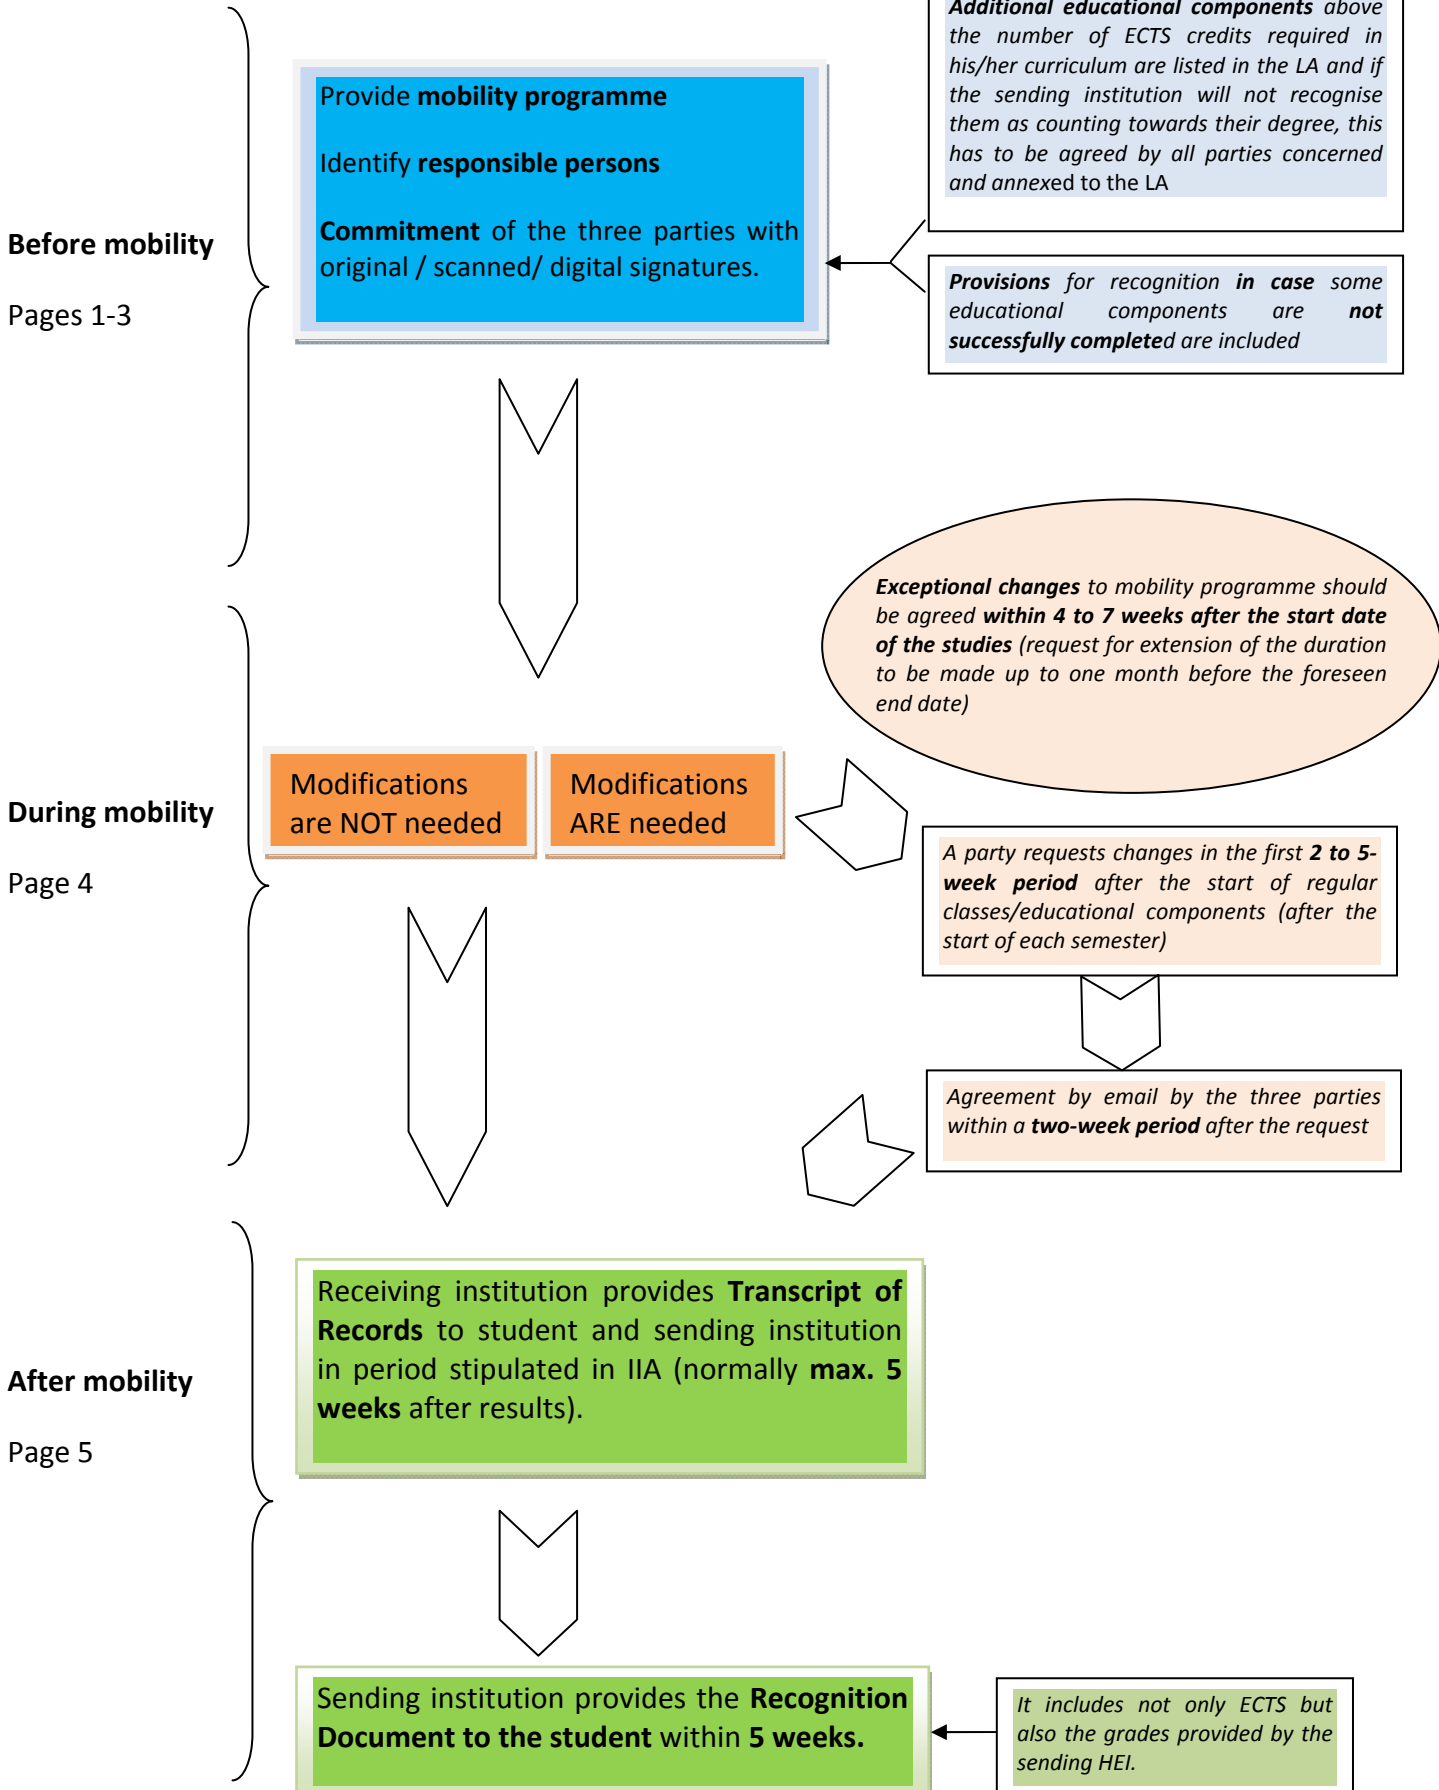 Additional educational components above
the number of ECTS credits required in
his/her curriculum are listed in the LA and if
the sending institution will not recognise
them as counting towards their degree, this
has to be agreed by all parties concerned
and annexed to the LA
Provide mobility programme
Identify responsible persons
Commitment of the three parties with
original / scanned/ digital signatures.
Before mobility
Pages 1-3
Provisions for recognition in case some
educational components are not
successfully completed are included
Exceptional changes to mobility programme should
be agreed within 4 to 7 weeks after the start date
of the studies (request for extension of the duration
to be made up to one month before the foreseen
end date)
During mobility
Page 4
Modifications
are NOT needed
Modifications
ARE needed
A party requests changes in the first 2 to 5-
week period after the start of regular
classes/educational components (after the
start of each semester)
Agreement by email by the three parties
within a two-week period after the request
After mobility
Page 5
Receiving institution provides Transcript of
Records to student and sending institution
in period stipulated in IIA (normally max. 5
weeks after results).
Sending institution provides the Recognition
Document to the student within 5 weeks.
It includes not only ECTS but
also the grades provided by the
sending HEI.